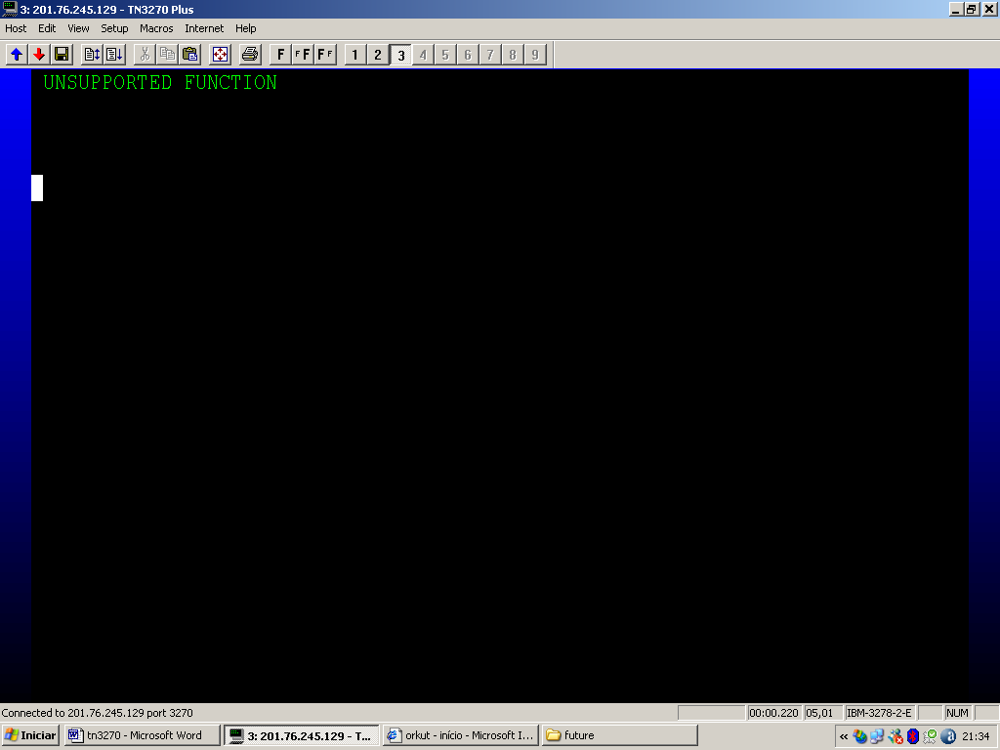 3: 201.76.245.129 - TN3270 Plus
Host Edit View Setup Macros Internet Help
F F F F F 1 2 3 4 5 6 7 8 9
UNSUPPORTED FUNCTION
Connected to 201.76.245.129 port 3270 00:00.220 05,01 IBM-3278-2-E NUM
Iniciar tn3270 - Microsoft Word 3: 201.76.245.129 - T... orkut - início - Microsoft I... future « a 21:34